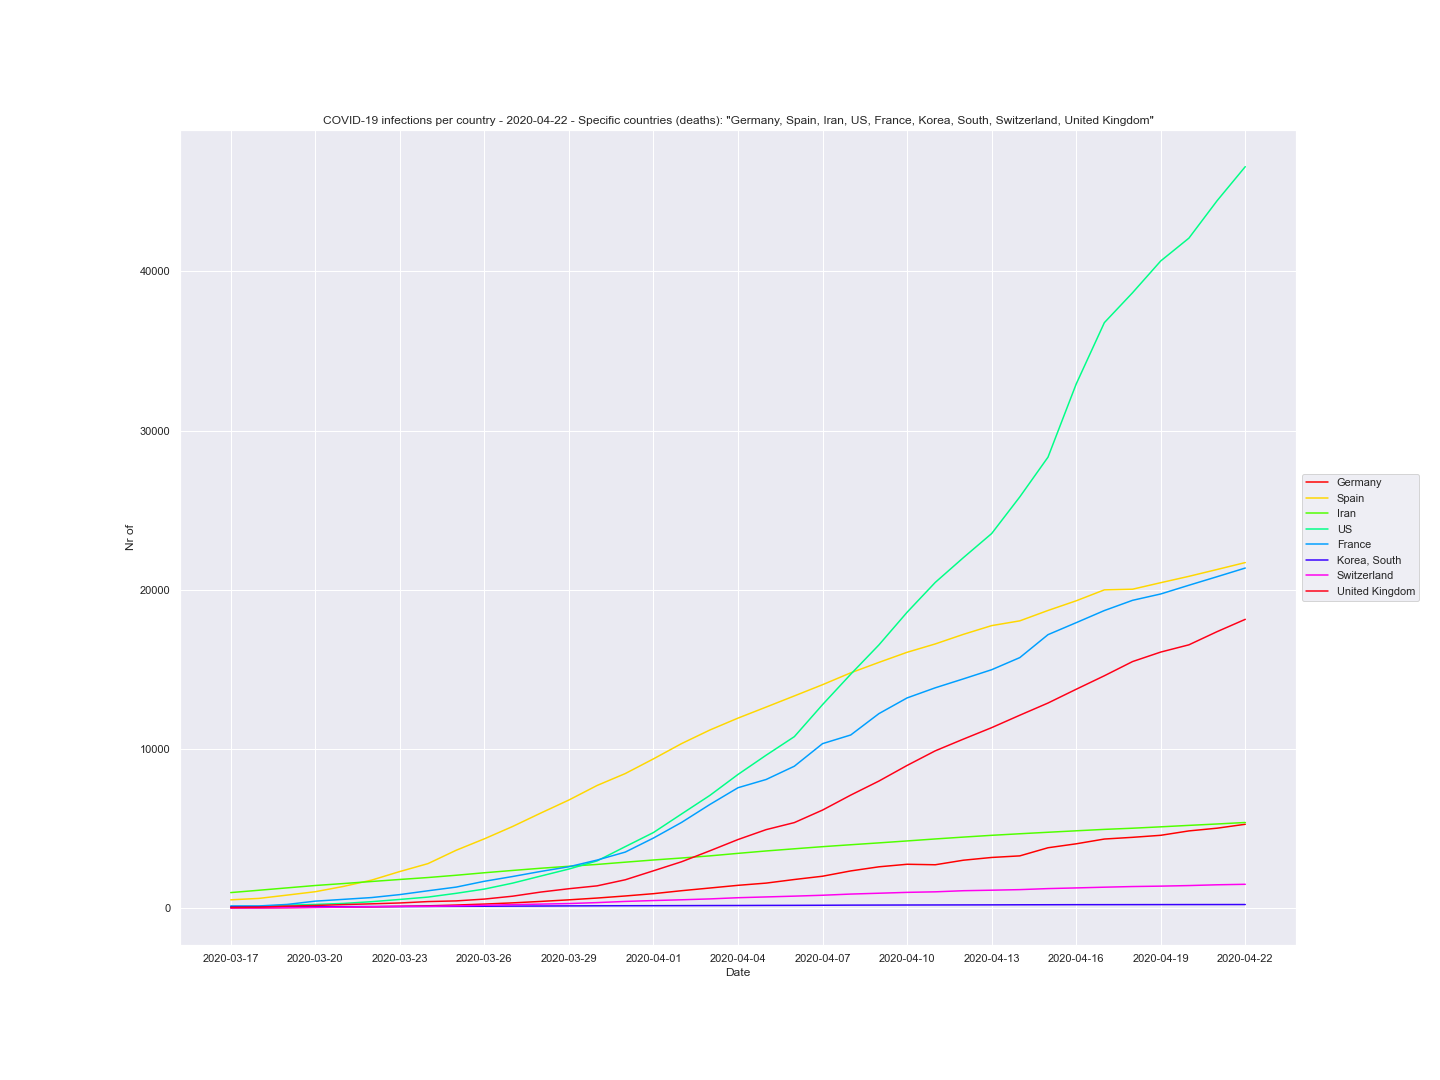 COVID-19 infections per country - 2020-04-22 - Specific countries (deaths): "Germany, Spain, Iran, US, France, Korea, South, Switzerland, United Kingdom"
40000
30000
20000
10000
0
Nr of
Germany
Spain
Iran
US
France
Korea, South
Switzerland
United Kingdom
2020-03-17 2020-03-20 2020-03-23 2020-03-26 2020-03-29 2020-04-01 2020-04-04 2020-04-07 2020-04-10 2020-04-13 2020-04-16 2020-04-19 2020-04-22
Date